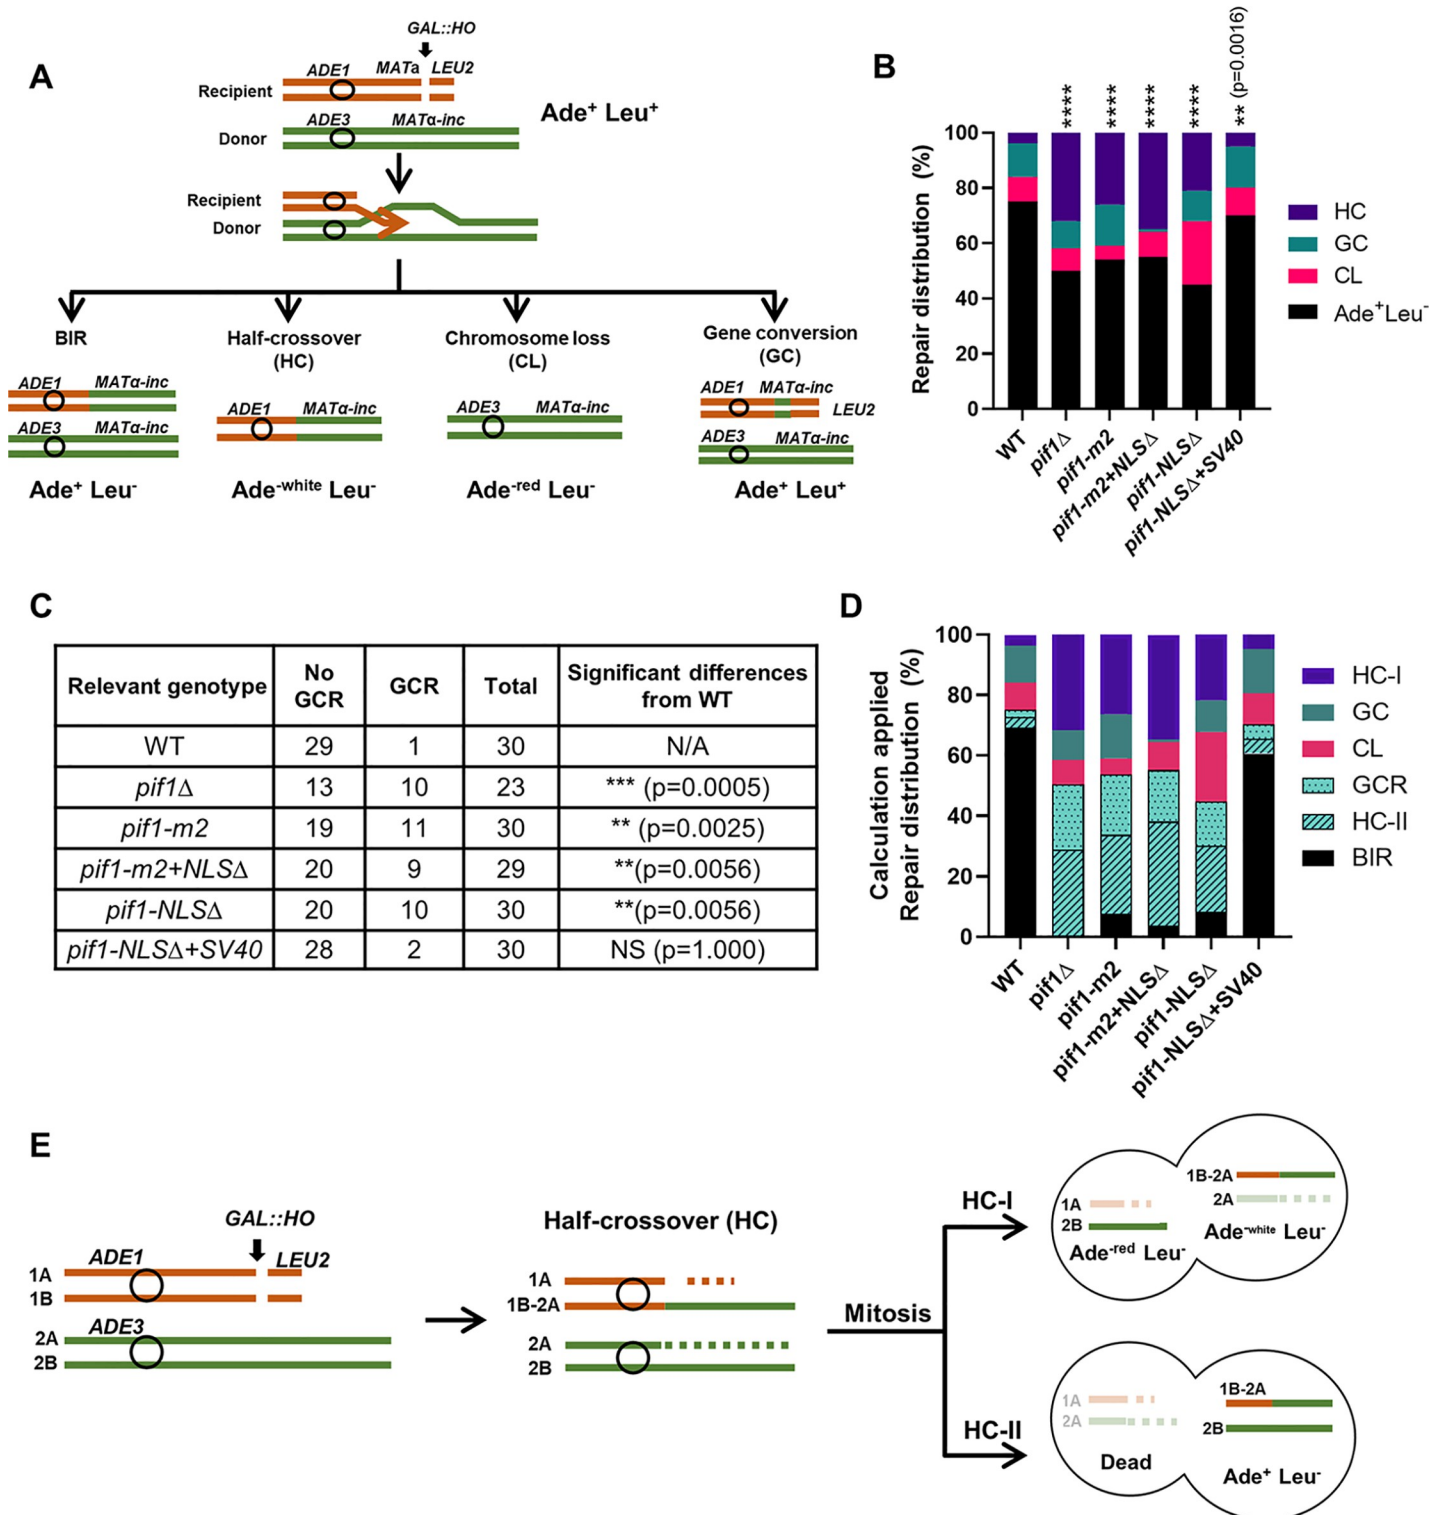 A
GAL::HO
ADE1 MATa LEU2
Recipient
ADE3 MATα-inc
Donor
Ade+ Leu+
Recipient
Donor
BIR
Half-crossover
(HC)
Chromosome loss
(CL)
Gene conversion
(GC)
ADE1 MATα-inc
ADE3 MATα-inc
Ade+ Leu-
ADE1 MATα-inc
Ade-white Leu-
ADE3 MATα-inc
Ade-red Leu-
ADE1 MATα-inc
LEU2
ADE3 MATα-inc
Ade+ Leu+
B
Repair distribution (%)
100
80
60
40
20
0
****
****
****
****
** (p=0.0016)
WT
pif1Δ
pif1-m2
pif1-m2+NLSΔ
pif1-NLSΔ
pif1-NLSΔ+SV40
HC
GC
CL
Ade+Leu-
C
Relevant genotype No GCR GCR Total Significant differences from WT
WT 29 1 30 N/A
pif1Δ 13 10 23 *** (p=0.0005)
pif1-m2 19 11 30 ** (p=0.0025)
pif1-m2+NLSΔ 20 9 29 **(p=0.0056)
pif1-NLSΔ 20 10 30 **(p=0.0056)
pif1-NLSΔ+SV40 28 2 30 NS (p=1.000)
D
Calculation applied
Repair distribution (%)
100
80
60
40
20
0
WT
pif1Δ
pif1-m2
pif1-m2+NLSΔ
pif1-NLSΔ
pif1-NLSΔ+SV40
HC-I
GC
CL
GCR
HC-II
BIR
E
GAL::HO
ADE1 LEU2
1A
1B
ADE3
2A
2B
Half-crossover (HC)
1A
1B-2A
2A
2B
Mitosis
HC-I
1A
2B
Ade-red Leu-
1B-2A
2A
Ade-white Leu-
HC-II
1A
2A
Dead
1B-2A
2B
Ade+ Leu-